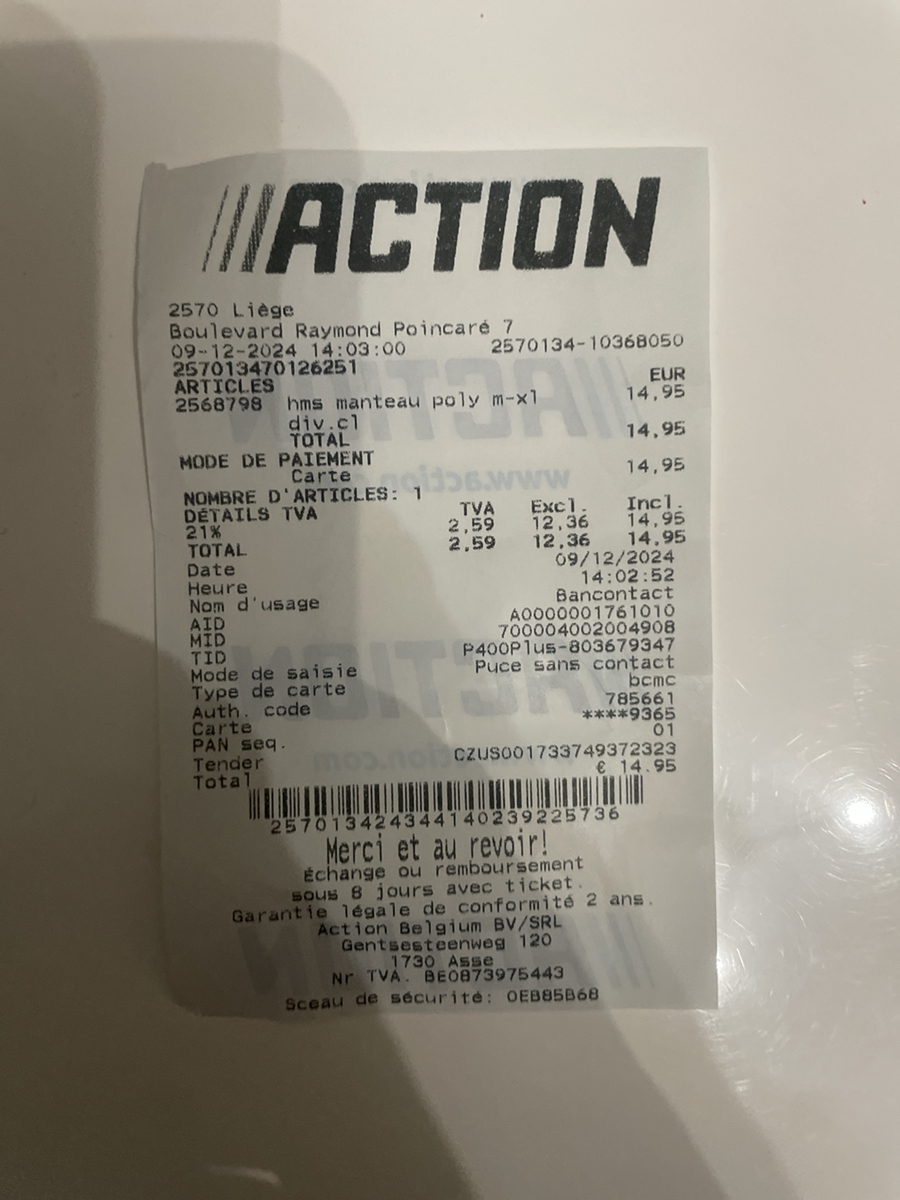 ACTION
2570 Liège
Boulevard Raymond Poincaré 7
09-12-2024 14:03:00 2570134-10368050
257013470126251
ARTICLES EUR
2568798 hms manteau poly m-xl 14,95
div.cl
TOTAL 14,95
MODE DE PAIEMENT
Carte 14,95
NOMBRE D'ARTICLES: 1
DÉTAILS TVA TVA Excl. Incl.
21% 2,59 12,36 14,95
TOTAL 2,59 12,36 14,95
Date 09/12/2024
Heure 14:02:52
Nom d'usage Bancontact
AID A0000001761010
MID 700004002004908
TID P400Plus-803679347
Mode de saisie Puce sans contact
Type de carte bcmc
Auth. code 785661
Carte ****9365
PAN seq. 01
Tender CZUS001733749372323
Total € 14.95
257013424344140239225736
Merci et au revoir!
Échange ou remboursement
sous 8 jours avec ticket.
Garantie légale de conformité 2 ans.
Action Belgium BV/SRL
Gentsesteenweg 120
1730 Asse
Nr TVA. BE0873975443
Sceau de sécurité: 0EB85B68